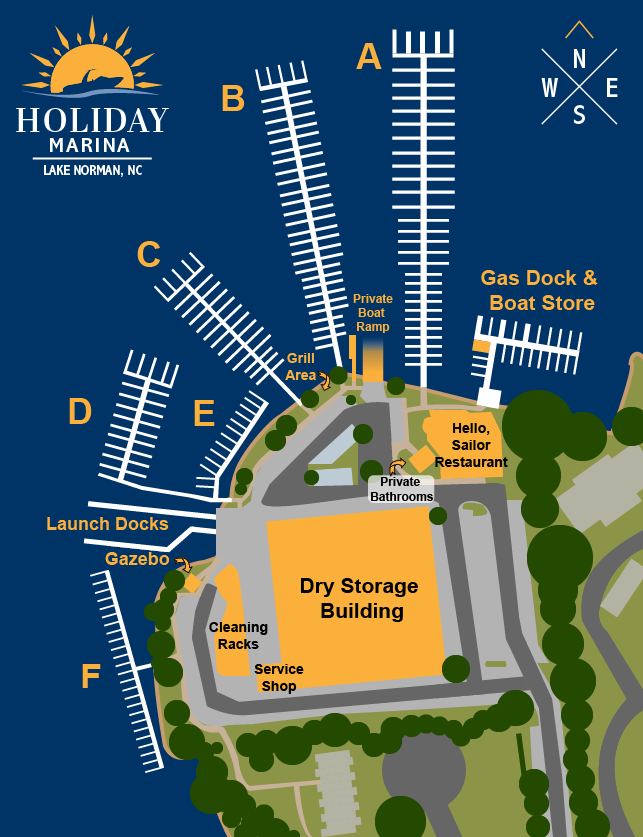 HOLIDAY
MARINA
LAKE NORMAN, NC
A
B
N
W E
S
C
Gas Dock &
Boat Store
Private
Boat
Ramp
Grill
Area
D
E
Hello,
Sailor
Restaurant
Private
Bathrooms
Launch Docks
Gazebo
Dry Storage
Building
Cleaning
Racks
Service
Shop
F